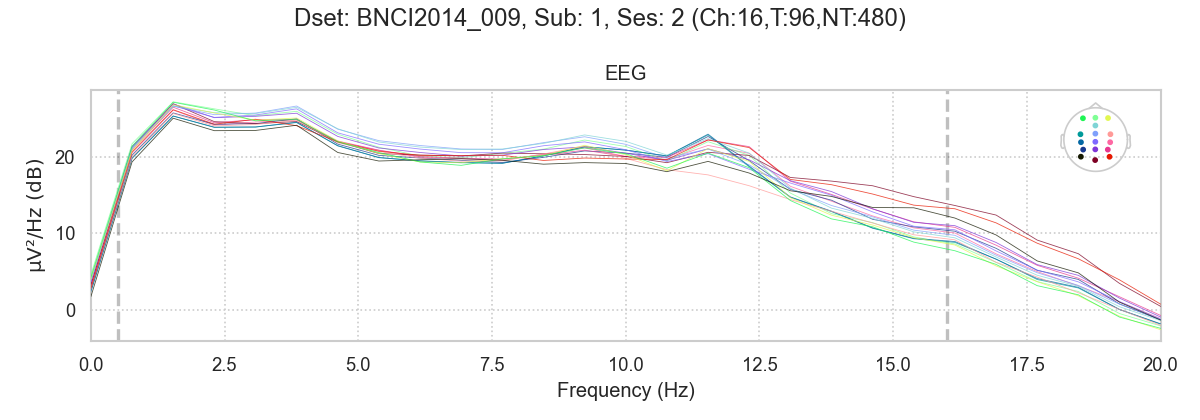 Dset: BNCI2014_009, Sub: 1, Ses: 2 (Ch:16,T:96,NT:480)
EEG
µV²/Hz (dB)
20
10
0
0.0 2.5 5.0 7.5 10.0 12.5 15.0 17.5 20.0
Frequency (Hz)